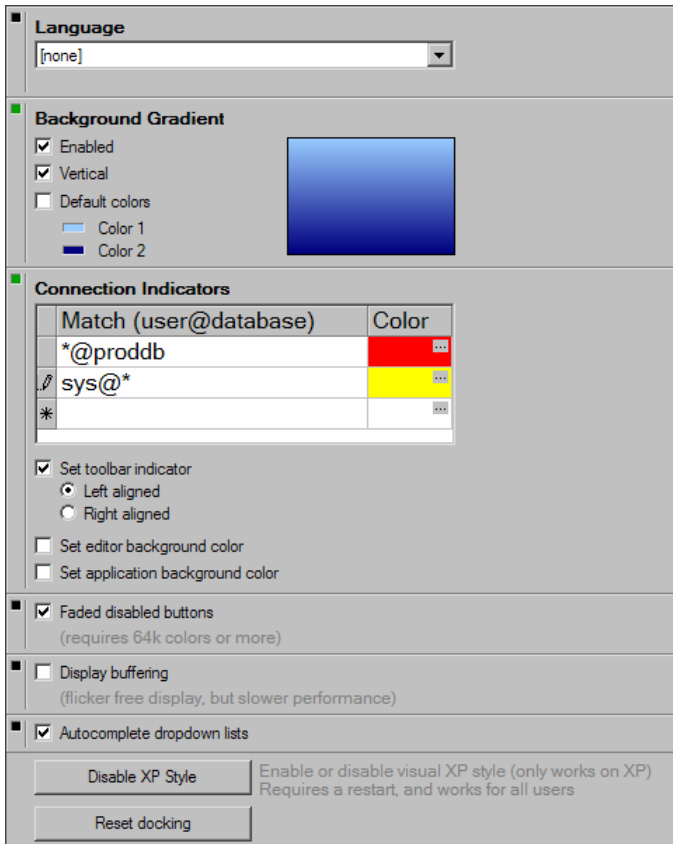 Language
[none]
Background Gradient
Enabled
Vertical
Default colors
Color 1
Color 2
Connection Indicators
Match (user@database) Color
*@proddb ...
sys@* ...
...
Set toolbar indicator
Left aligned
Right aligned
Set editor background color
Set application background color
Faded disabled buttons
(requires 64k colors or more)
Display buffering
(flicker free display, but slower performance)
Autocomplete dropdown lists
Disable XP Style
Enable or disable visual XP style (only works on XP)
Requires a restart, and works for all users
Reset docking